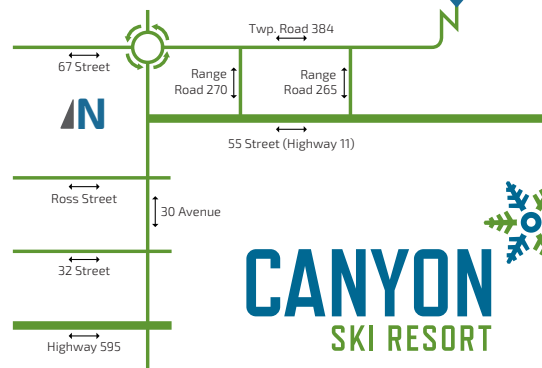 Twp. Road 384
67 Street
Range
Road 270
Range
Road 265
N
55 Street (Highway 11)
Ross Street
30 Avenue
32 Street
CANYON
SKI RESORT
Highway 595